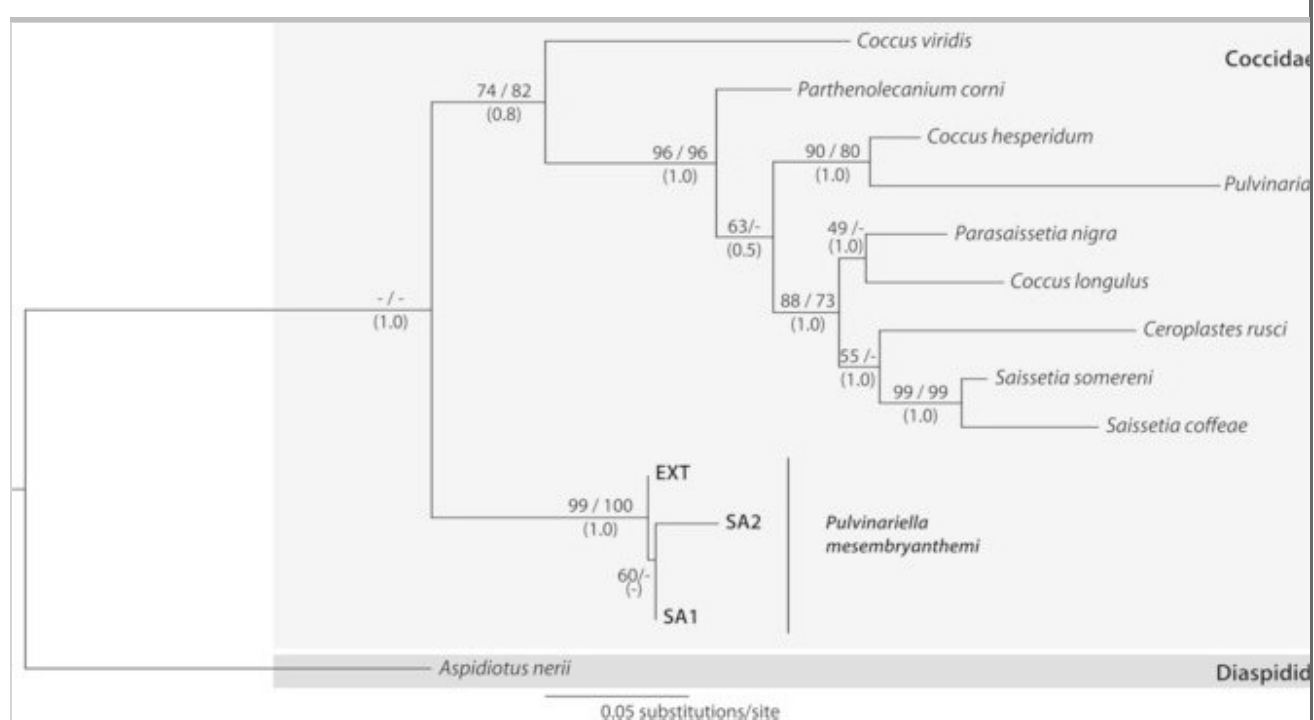 Coccus viridis
Coccidae
74 / 82
(0.8)
Parthenolecanium corni
Coccus hesperidum
96 / 96
(1.0)
90 / 80
(1.0)
Pulvinaria
63/-
(0.5)
49 /-
(1.0)
Parasaissetia nigra
Coccus longulus
- / -
(1.0)
88 / 73
(1.0)
Ceroplastes rusci
55 /-
(1.0)
Saissetia somereni
99 / 99
(1.0)
Saissetia coffeae
EXT
99 / 100
(1.0)
SA2
Pulvinariella
mesembryanthemi
60/-
(-)
SA1
Aspidiotus nerii
Diaspidid
0.05 substitutions/site